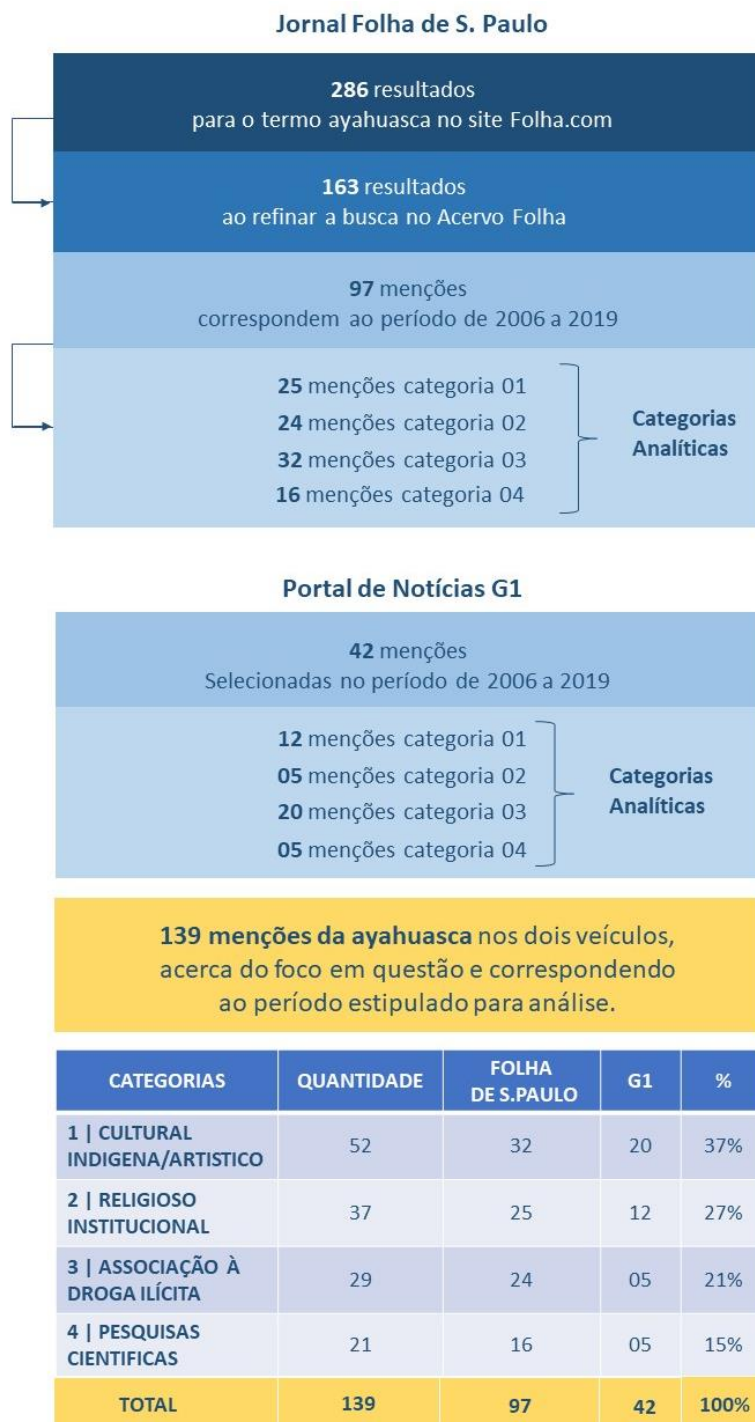 Jornal Folha de S. Paulo
286 resultados
para o termo ayahuasca no site Folha.com
163 resultados
ao refinar a busca no Acervo Folha
97 menções
correspondem ao período de 2006 a 2019
25 menções categoria 01
24 menções categoria 02
32 menções categoria 03
16 menções categoria 04
Categorias
Analíticas
Portal de Notícias G1
42 menções
Selecionadas no período de 2006 a 2019
12 menções categoria 01
05 menções categoria 02
20 menções categoria 03
05 menções categoria 04
Categorias
Analíticas
139 menções da ayahuasca nos dois veículos,
acerca do foco em questão e correspondendo
ao período estipulado para análise.
CATEGORIAS QUANTIDADE FOLHA DE S.PAULO G1 %
1 | CULTURAL
INDIGENA/ARTISTICO 52 32 20 37%
2 | RELIGIOSO
INSTITUCIONAL 37 25 12 27%
3 | ASSOCIAÇÃO À
DROGA ILÍCITA 29 24 05 21%
4 | PESQUISAS
CIENTIFICAS 21 16 05 15%
TOTAL 139 97 42 100%